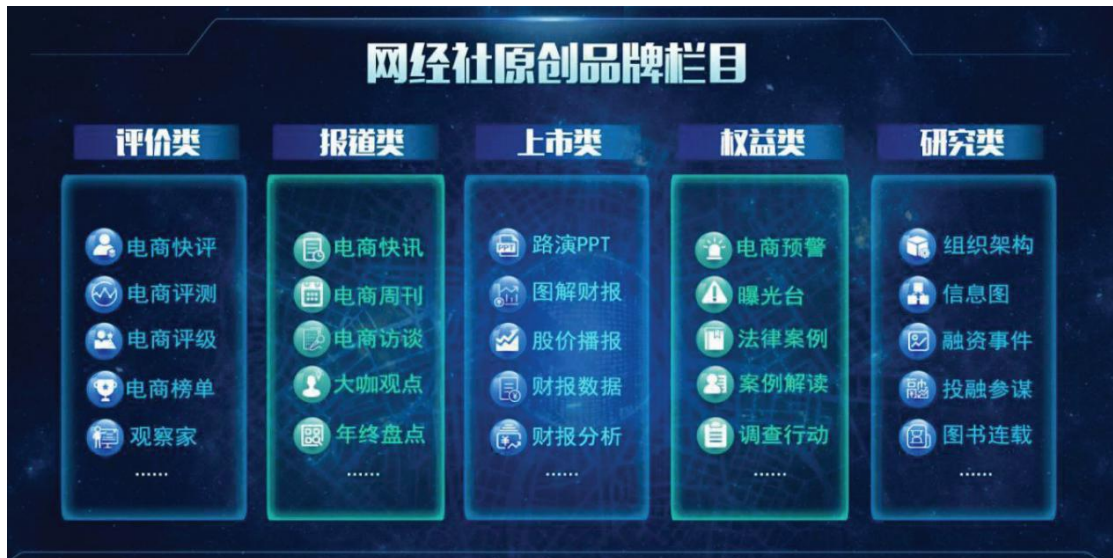 网经社原创品牌栏目
评价类
电商快评
电商评测
电商评级
电商榜单
观察家
......
报道类
电商快讯
电商周刊
电商访谈
大咖观点
年终盘点
......
上市类
路演PPT
图解财报
股价播报
财报数据
财报分析
......
权益类
电商预警
曝光台
法律案例
案例解读
调查行动
......
研究类
组织架构
信息图
融资事件
投融参谋
图书连载
......